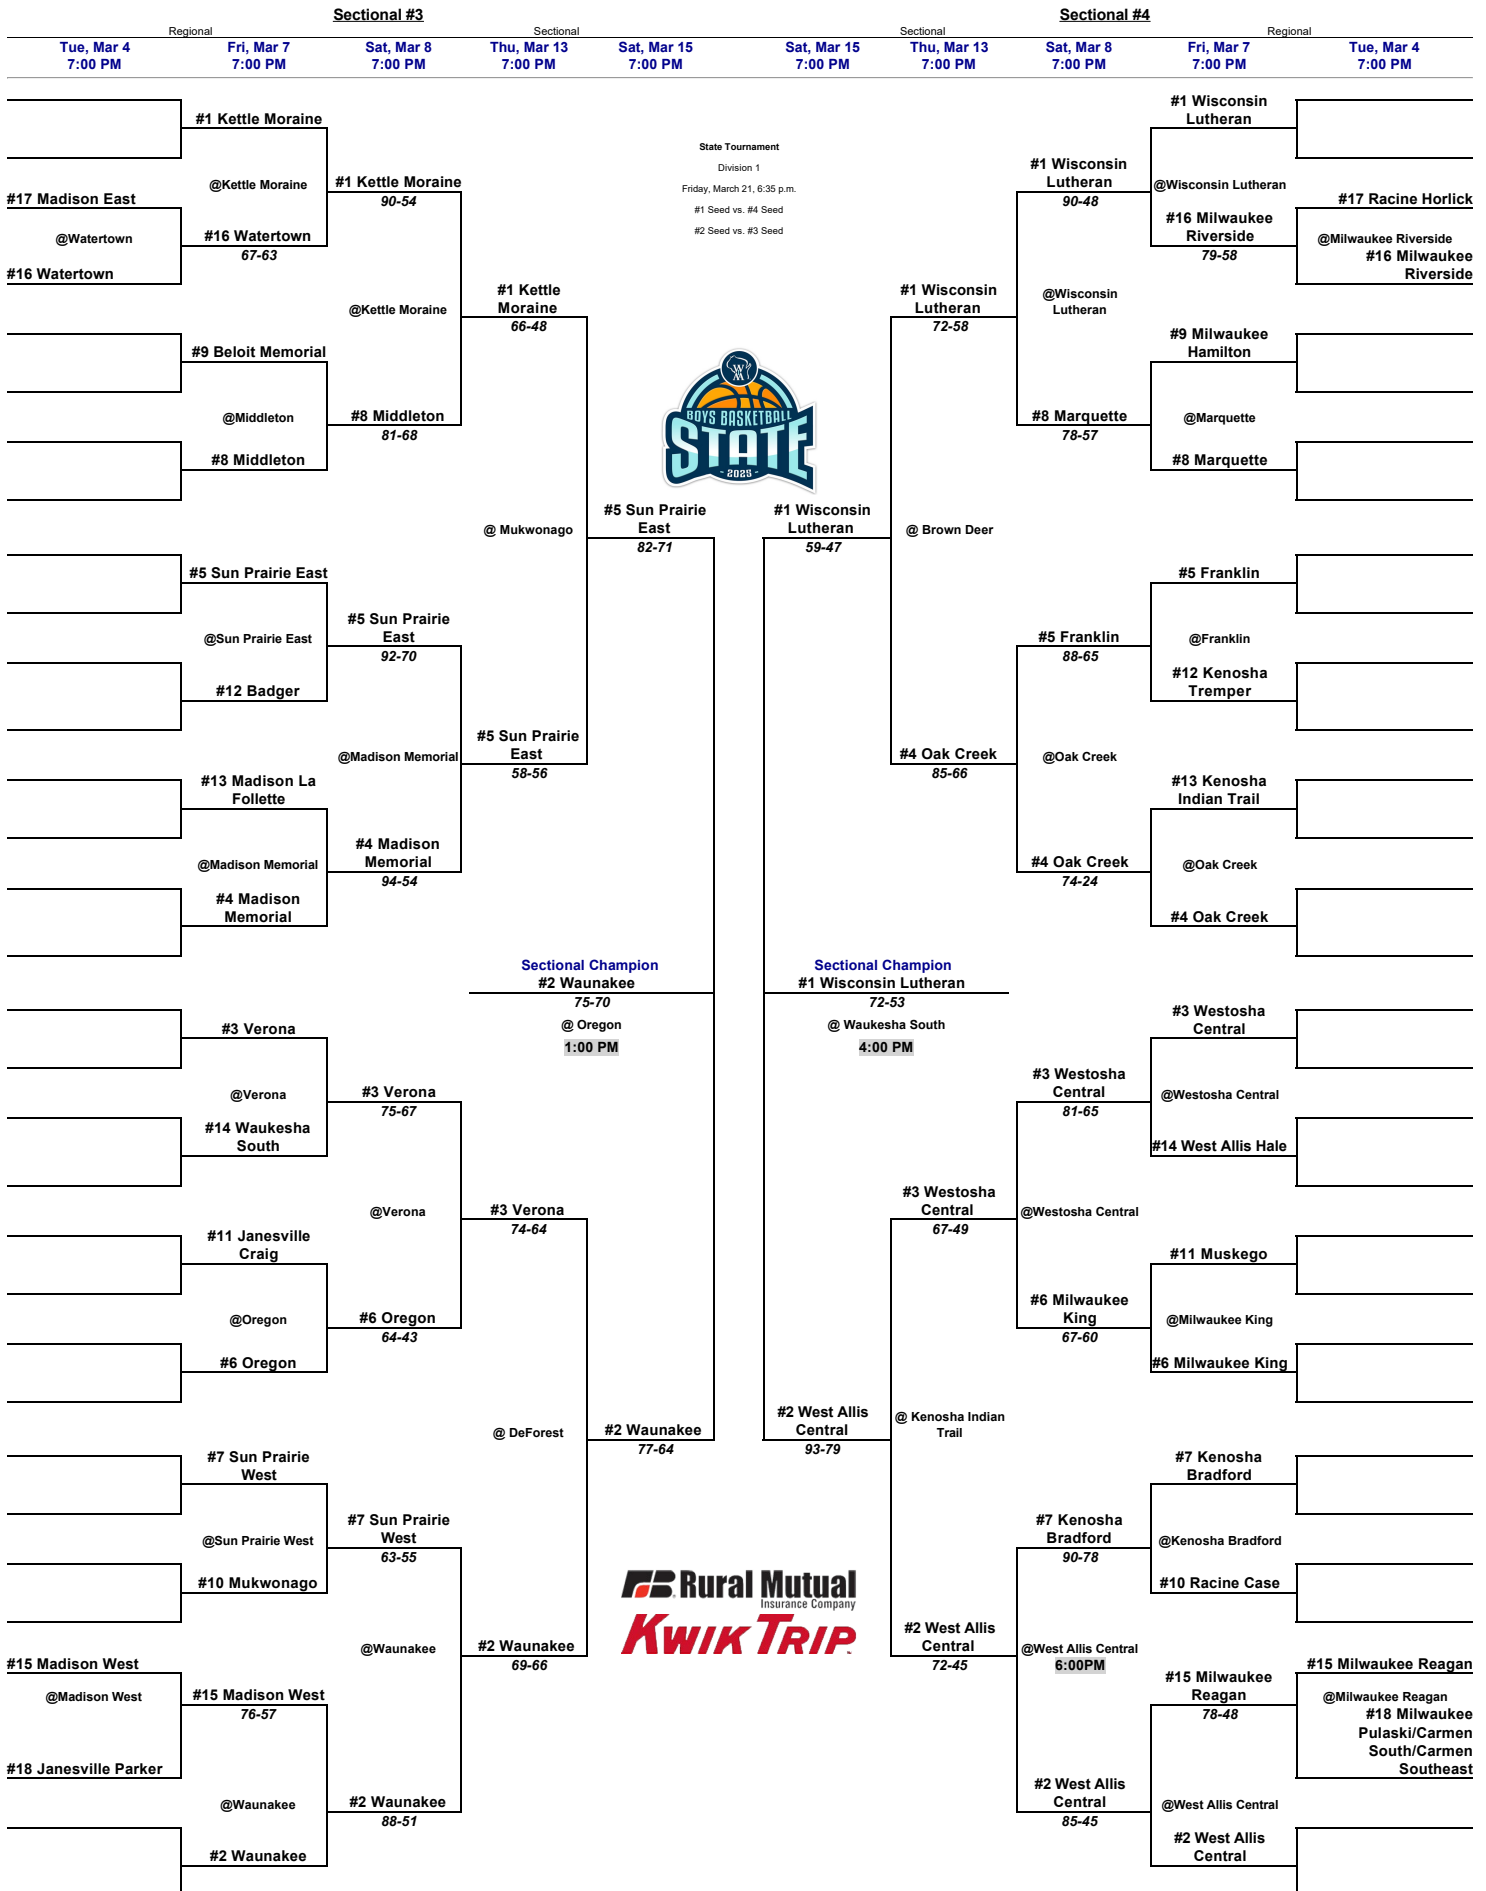 Sectional #3
Sectional #4
Regional
Sectional
Sectional
Regional
Tue, Mar 4
7:00 PM
Fri, Mar 7
7:00 PM
Sat, Mar 8
7:00 PM
Thu, Mar 13
7:00 PM
Sat, Mar 15
7:00 PM
Sat, Mar 15
7:00 PM
Thu, Mar 13
7:00 PM
Sat, Mar 8
7:00 PM
Fri, Mar 7
7:00 PM
Tue, Mar 4
7:00 PM
#17 Madison East
@Watertown
#16 Watertown
#15 Madison West
@Madison West
#18 Janesville Parker
#1 Kettle Moraine
@Kettle Moraine
#16 Watertown
67-63
#9 Beloit Memorial
@Middleton
#8 Middleton
#5 Sun Prairie East
@Sun Prairie East
#12 Badger
#13 Madison La
Follette
@Madison Memorial
#4 Madison
Memorial
#3 Verona
@Verona
#14 Waukesha
South
#11 Janesville
Craig
@Oregon
#6 Oregon
#7 Sun Prairie
West
@Sun Prairie West
#10 Mukwonago
#15 Madison West
76-57
@Waunakee
#2 Waunakee
#1 Kettle Moraine
90-54
@Kettle Moraine
#8 Middleton
81-68
#5 Sun Prairie
East
92-70
@Madison Memorial
#4 Madison
Memorial
94-54
#3 Verona
75-67
@Verona
#6 Oregon
64-43
#7 Sun Prairie
West
63-55
@Waunakee
#2 Waunakee
88-51
#1 Kettle
Moraine
66-48
@ Mukwonago
#5 Sun Prairie
East
58-56
#3 Verona
74-64
@ DeForest
#2 Waunakee
69-66
#5 Sun Prairie
East
82-71
Sectional Champion
#2 Waunakee
75-70
@ Oregon
1:00 PM
#2 Waunakee
77-64
State Tournament
Division 1
Friday, March 21, 6:35 p.m.
#1 Seed vs. #4 Seed
#2 Seed vs. #3 Seed
BOYS BASKETBALL
STATE
- 2025 -
Rural Mutual
Insurance Company
KWIK TRIP
#1 Wisconsin
Lutheran
59-47
Sectional Champion
#1 Wisconsin Lutheran
72-53
@ Waukesha South
4:00 PM
#2 West Allis
Central
93-79
#1 Wisconsin
Lutheran
72-58
@ Brown Deer
#4 Oak Creek
85-66
#3 Westosha
Central
67-49
@ Kenosha Indian
Trail
#2 West Allis
Central
72-45
#1 Wisconsin
Lutheran
90-48
@Wisconsin
Lutheran
#8 Marquette
78-57
#5 Franklin
88-65
@Oak Creek
#4 Oak Creek
74-24
#3 Westosha
Central
81-65
@Westosha Central
#6 Milwaukee
King
67-60
#7 Kenosha
Bradford
90-78
@West Allis Central
6:00PM
#2 West Allis
Central
85-45
#1 Wisconsin
Lutheran
@Wisconsin Lutheran
#16 Milwaukee
Riverside
79-58
#9 Milwaukee
Hamilton
@Marquette
#8 Marquette
#5 Franklin
@Franklin
#12 Kenosha
Tremper
#13 Kenosha
Indian Trail
@Oak Creek
#4 Oak Creek
#3 Westosha
Central
@Westosha Central
#14 West Allis Hale
#11 Muskego
@Milwaukee King
#6 Milwaukee King
#7 Kenosha
Bradford
@Kenosha Bradford
#10 Racine Case
#15 Milwaukee
Reagan
78-48
@West Allis Central
#2 West Allis
Central
#17 Racine Horlick
@Milwaukee Riverside
#16 Milwaukee
Riverside
#15 Milwaukee Reagan
@Milwaukee Reagan
#18 Milwaukee
Pulaski/Carmen
South/Carmen
Southeast